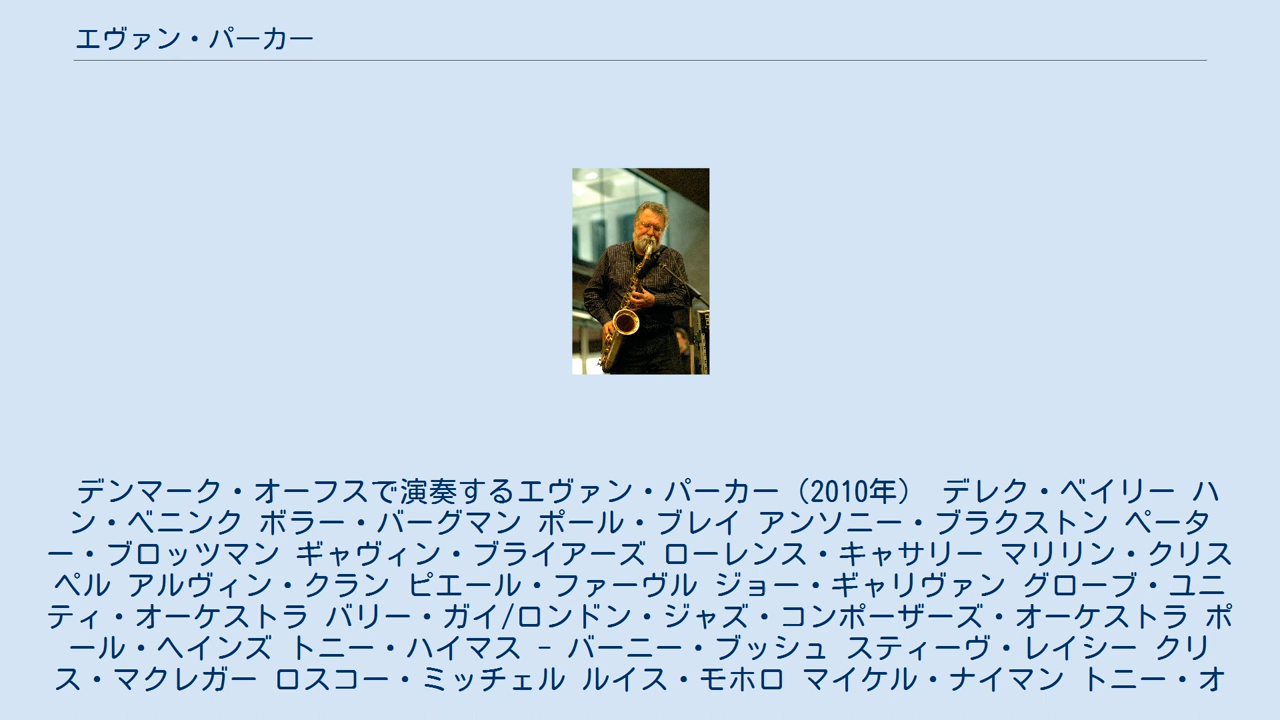 エヴァン・パーカー
デンマーク・オーフスで演奏するエヴァン・パーカー（2010年） デレク・ベイリー ハ
ン・ベニンク ボラー・バーグマン ポール・ブレイ アンソニー・ブラクストン ペータ
ー・ブロッツマン ギャヴィン・ブライアーズ ローレンス・キャサリー マリリン・クリス
ペル アルヴィン・クラン ピエール・ファーヴル ジョー・ギャリヴァン グローブ・ユニ
ティ・オーケストラ バリー・ガイ/ロンドン・ジャズ・コンポーザーズ・オーケストラ ポ
ール・ヘインズ トニー・ハイマス - バーニー・ブッシュ スティーヴ・レイシー クリ
ス・マクレガー ロスコー・ミッチェル ルイス・モホロ マイケル・ナイマン トニー・オ